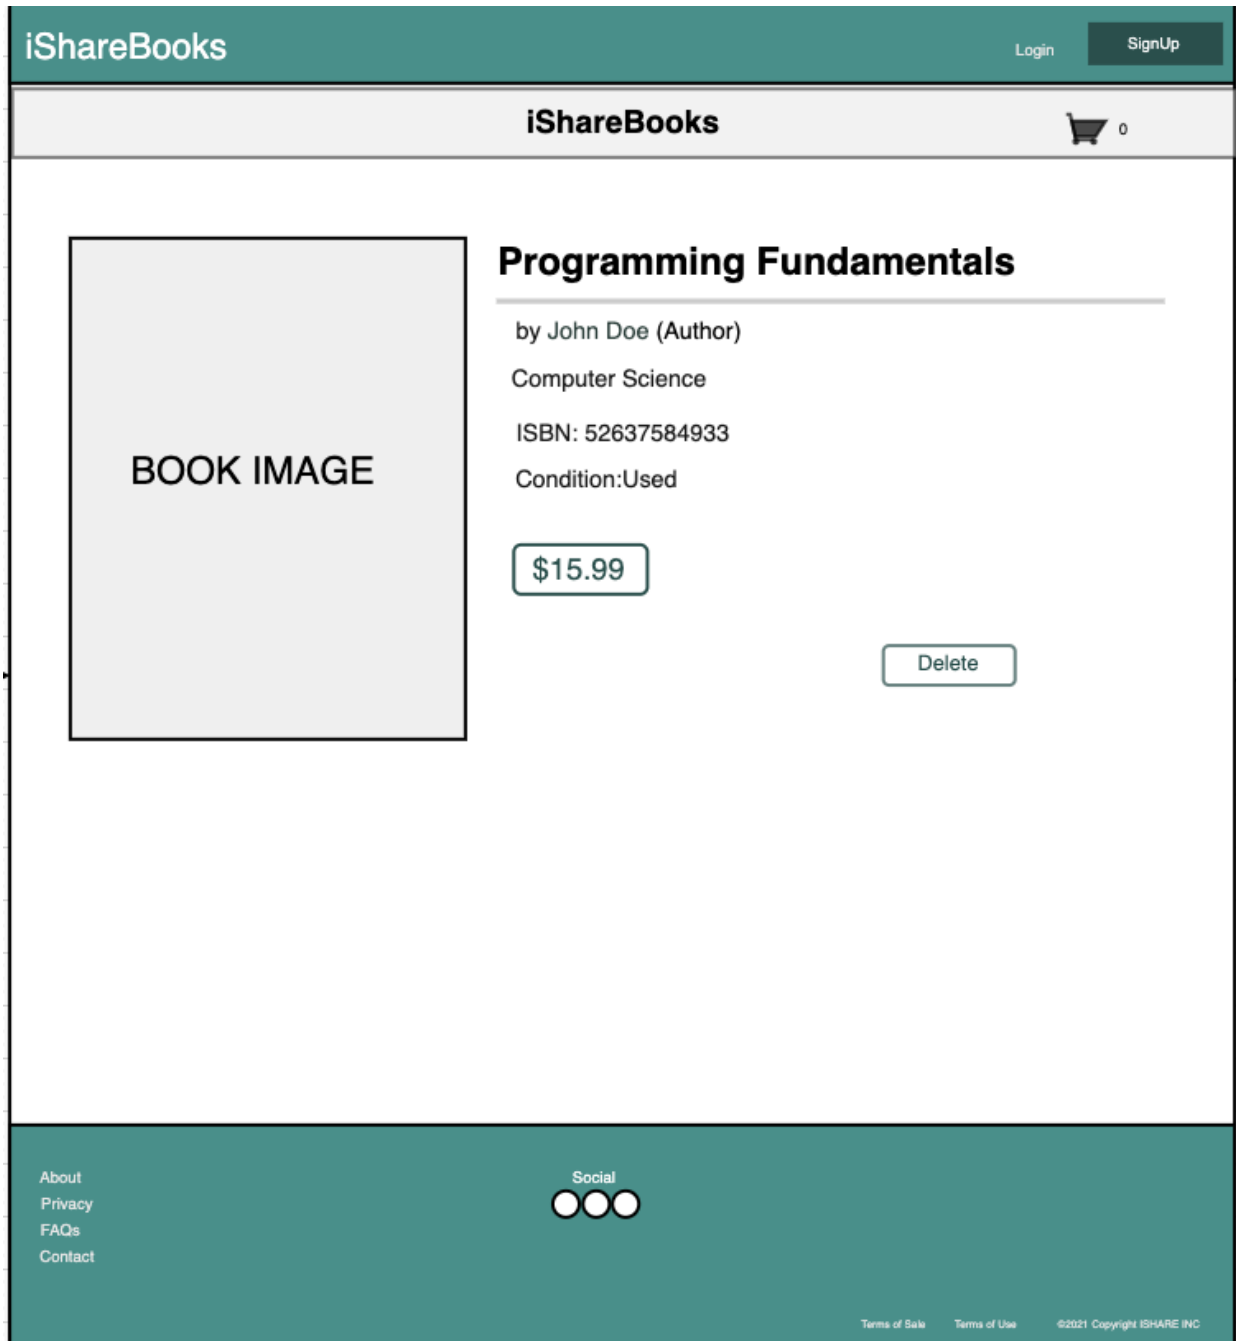 iShareBooks
Login
SignUp
iShareBooks
0
BOOK IMAGE
Programming Fundamentals
by John Doe (Author)
Computer Science
ISBN: 52637584933
Condition:Used
$15.99
Delete
About
Privacy
FAQs
Contact
Social
Terms of Sale
Terms of Use
©2021 Copyright ISHARE INC